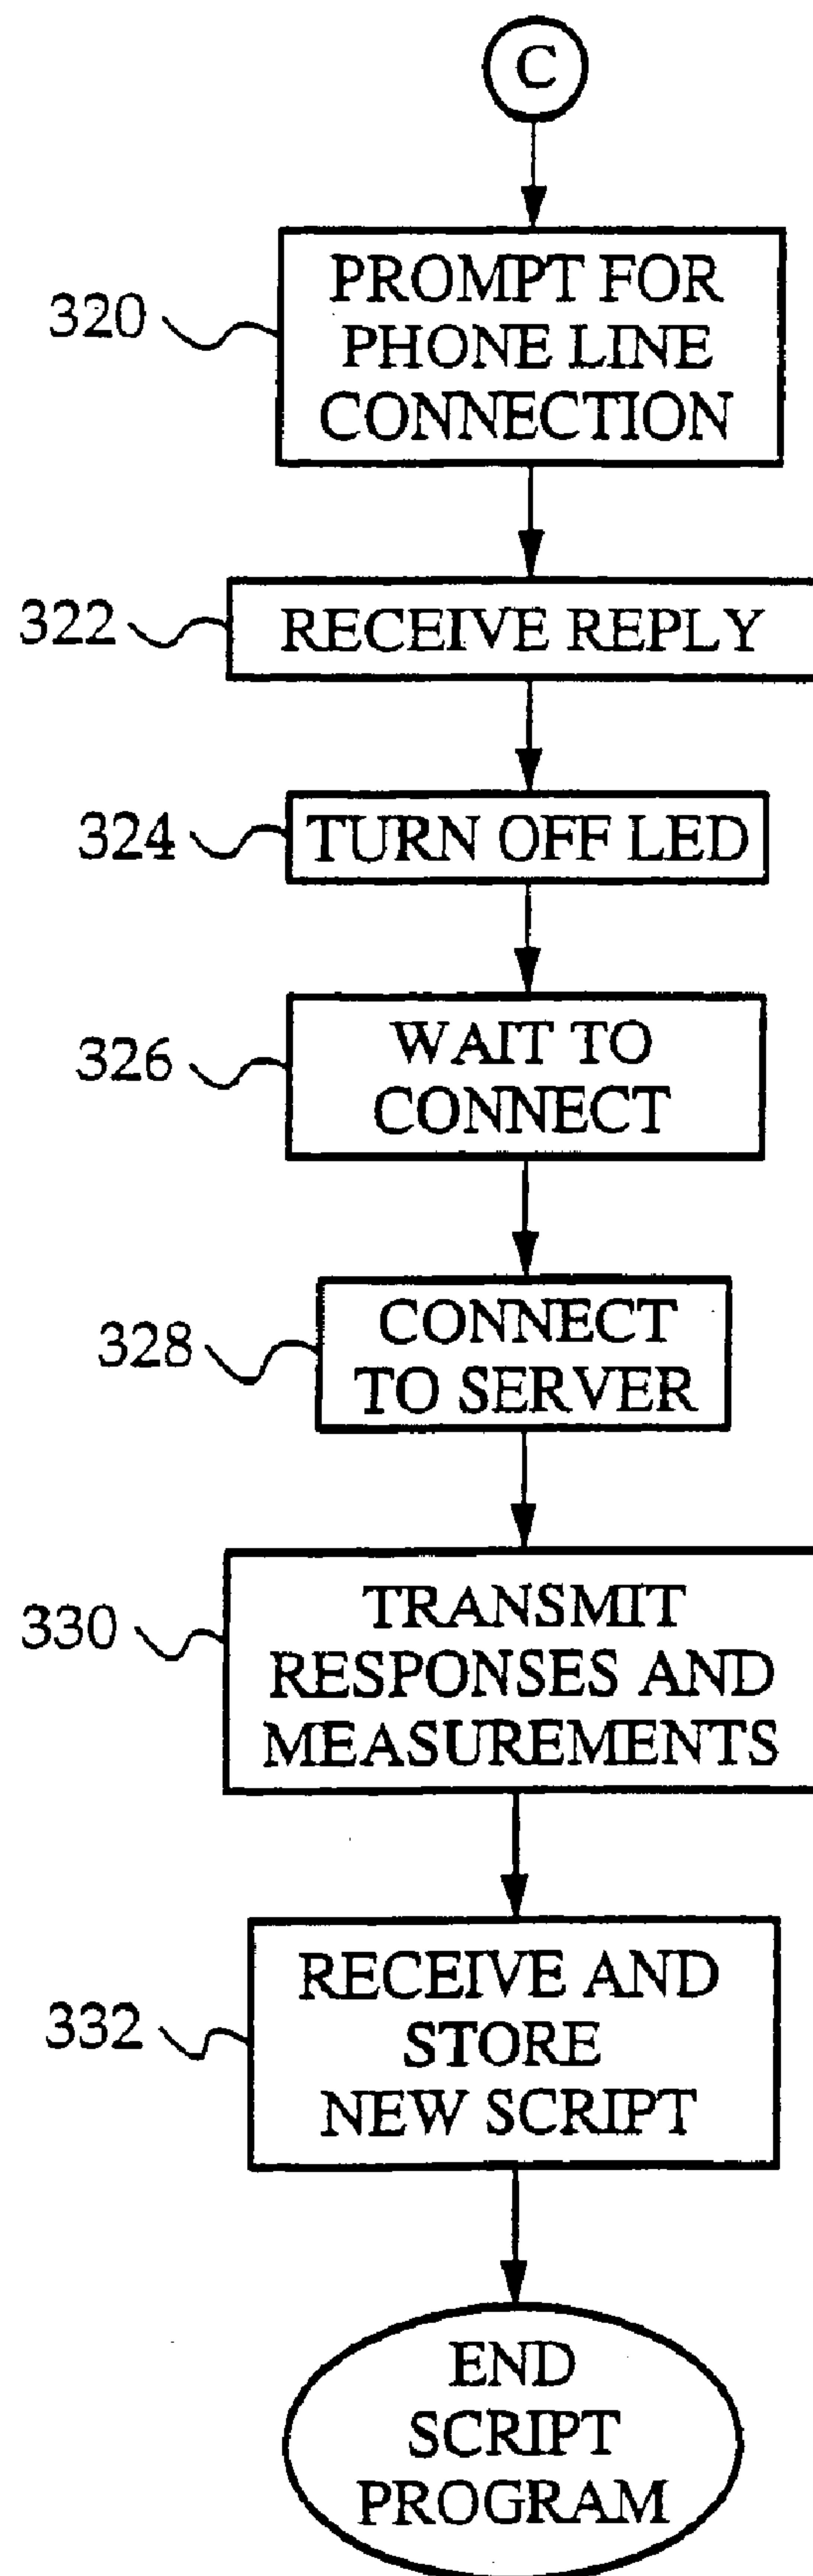 C
320
PROMPT FOR
PHONE LINE
CONNECTION
322
RECEIVE REPLY
324
TURN OFF LED
326
WAIT TO
CONNECT
328
CONNECT
TO SERVER
330
TRANSMIT
RESPONSES AND
MEASUREMENTS
332
RECEIVE AND
STORE
NEW SCRIPT
END
SCRIPT
PROGRAM